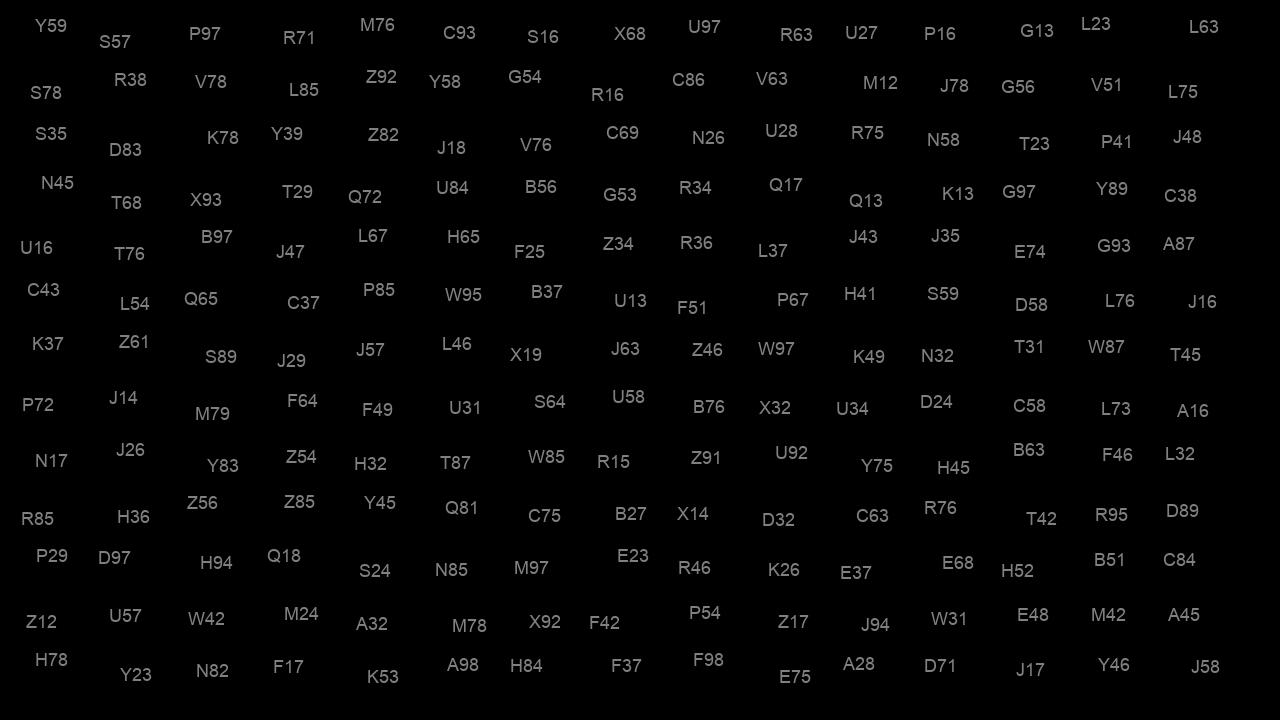 Y59 S57 P97 R71 M76 C93 S16 X68 U97 R63 U27 P16 G13 L23 L63
S78 R38 V78 L85 Z92 Y58 G54 R16 C86 V63 M12 J78 G56 V51 L75
S35 D83 K78 Y39 Z82 J18 V76 C69 N26 U28 R75 N58 T23 P41 J48
N45 T68 X93 T29 Q72 U84 B56 G53 R34 Q17 Q13 K13 G97 Y89 C38
U16 T76 B97 J47 L67 H65 F25 Z34 R36 L37 J43 J35 E74 G93 A87
C43 L54 Q65 C37 P85 W95 B37 U13 F51 P67 H41 S59 D58 L76 J16
K37 Z61 S89 J29 J57 L46 X19 J63 Z46 W97 K49 N32 T31 W87 T45
P72 J14 M79 F64 F49 U31 S64 U58 B76 X32 U34 D24 C58 L73 A16
N17 J26 Y83 Z54 H32 T87 W85 R15 Z91 U92 Y75 H45 B63 F46 L32
R85 H36 Z56 Z85 Y45 Q81 C75 B27 X14 D32 C63 R76 T42 R95 D89
P29 D97 H94 Q18 S24 N85 M97 E23 R46 K26 E37 E68 H52 B51 C84
Z12 U57 W42 M24 A32 M78 X92 F42 P54 Z17 J94 W31 E48 M42 A45
H78 Y23 N82 F17 K53 A98 H84 F37 F98 E75 A28 D71 J17 Y46 J58